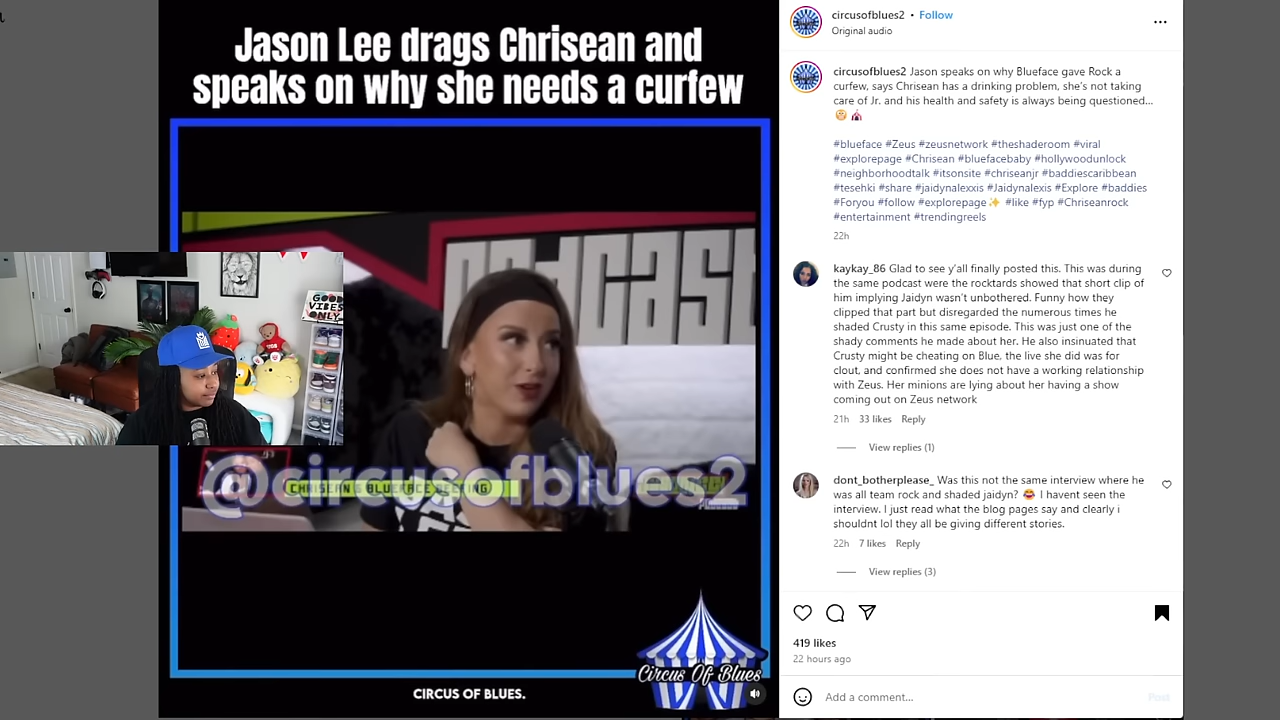 Jason Lee drags Chrisean and
speaks on why she needs a curfew
PODCAST
GOOD
VIBES
ONLY
@circusofblues2
CHRISEAN & BLUEFACE
Circus Of Blues
CIRCUS OF BLUES.
circusofblues2 • Follow
Original audio
circusofblues2 Jason speaks on why Blueface gave Rock a
curfew, says Chrisean has a drinking problem, she's not taking
care of Jr. and his health and safety is always being questioned...
#blueface #Zeus #zeusnetwork #theshaderoom #viral
#explorepage #Chrisean #bluefacebaby #hollywoodunlock
#neighborhoodtalk #itsonsite #chriseanjr #baddiescaribbean
#tesehki #share #jaidynalexxis #Jaidynalexis #Explore #baddies
#Foryou #follow #explorepage✨ #like #fyp #Chriseanrock
#entertainment #trendingreels
22h
kaykay_86 Glad to see y'all finally posted this. This was during
the same podcast were the rocktards showed that short clip of
him implying Jaidyn wasn't unbothered. Funny how they
clipped that part but disregarded the numerous times he
shaded Crusty in this same episode. This was just one of the
shady comments he made about her. He also insinuated that
Crusty might be cheating on Blue, the live she did was for
clout, and confirmed she does not have a working relationship
with Zeus. Her minions are lying about her having a show
coming out on Zeus network
21h 33 likes Reply
View replies (1)
dont_botherplease_ Was this not the same interview where he
was all team rock and shaded jaidyn? 😂 I havent seen the
interview. I just read what the blog pages say and clearly i
shouldnt lol they all be giving different stories.
22h 7 likes Reply
View replies (3)
419 likes
22 hours ago
Add a comment...
Post